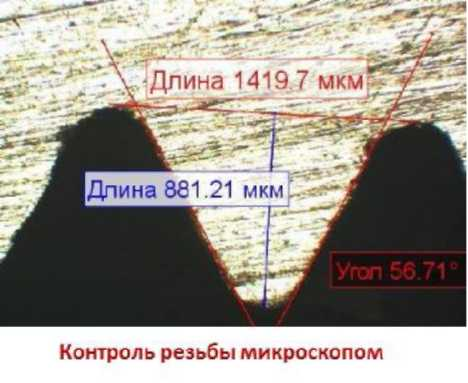 Длина 1419.7 мкм
Длина 881.21 мкм
Угол 56.71°
Контроль резьбы микроскопом